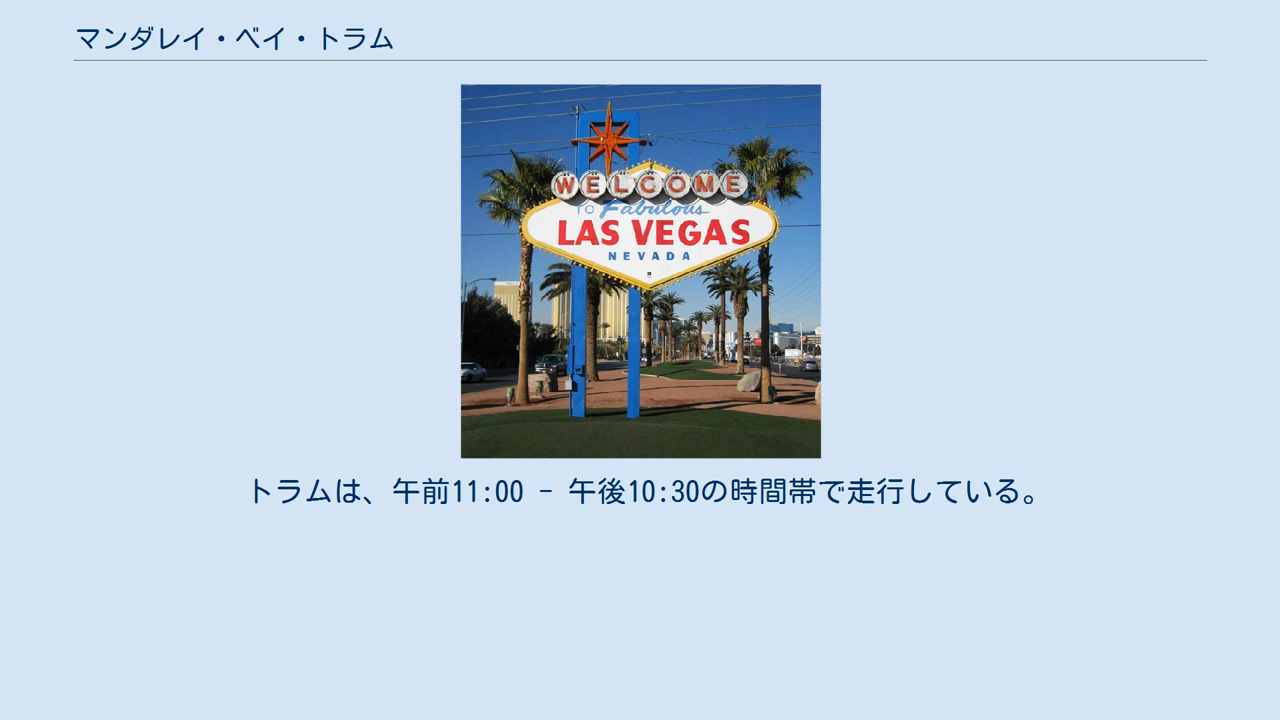 マンダレイ・ベイ・トラム
WELCOME
TO Fabulous
LAS VEGAS
NEVADA
トラムは、午前11:00 - 午後10:30の時間帯で走行している。